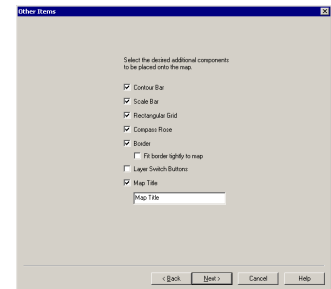 Other Items
Select the desired additional components
to be placed onto the map.
Contour Bar
Scale Bar
Rectangular Grid
Compass Rose
Border
Fit border tightly to map
Layer Switch Buttons
Map Title
Map Title
< Back
Next >
Cancel
Help